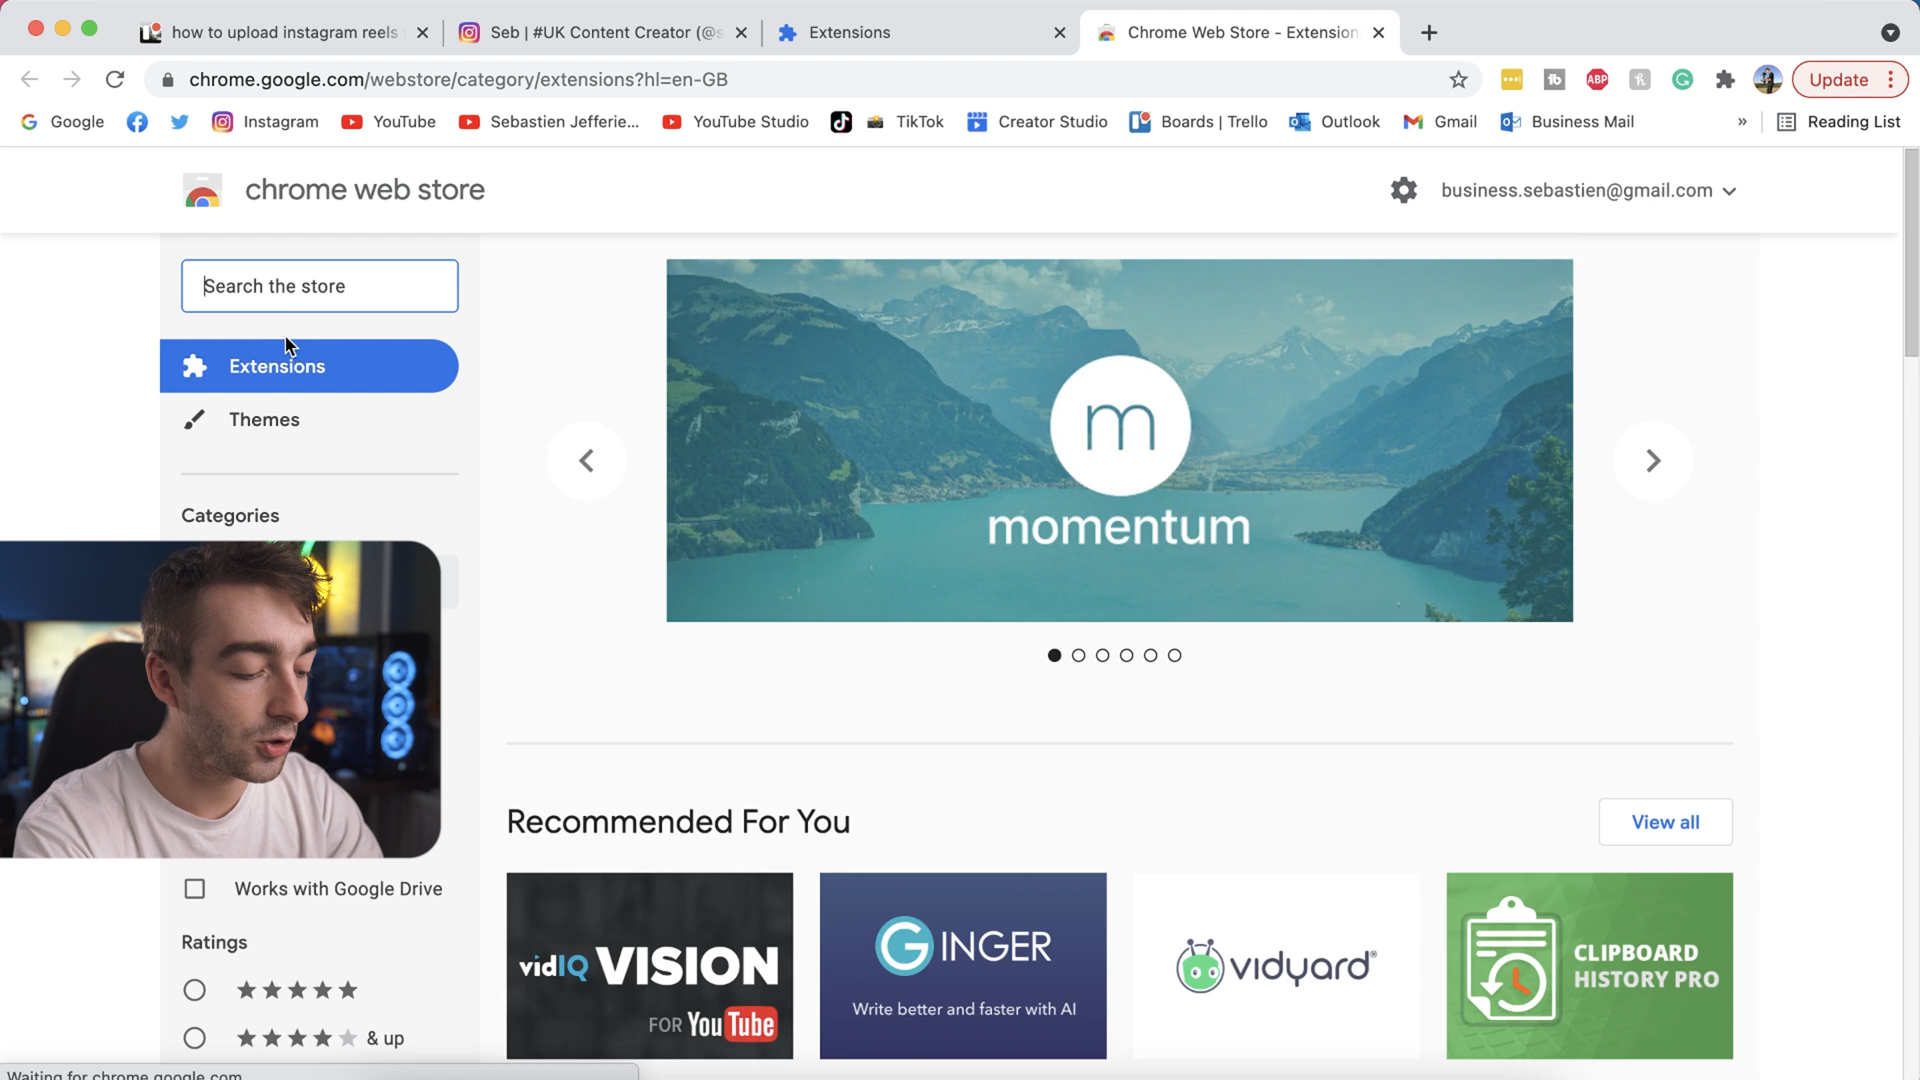 how to upload instagram reels
Seb | #UK Content Creator (@s
Extensions
Chrome Web Store - Extension
chrome.google.com/webstore/category/extensions?hl=en-GB
ABP
Update
Google
Instagram
YouTube
Sebastien Jefferie...
YouTube Studio
TikTok
Creator Studio
Boards | Trello
Outlook
Gmail
Business Mail
»
Reading List
chrome web store
business.sebastien@gmail.com
Search the store
Extensions
Themes
Categories
m
momentum
Recommended For You
View all
Works with Google Drive
Ratings
& up
vidIQ VISION
FOR YouTube
GINGER
Write better and faster with AI
vidyard®
CLIPBOARD
HISTORY PRO
Waiting for chrome.google.com